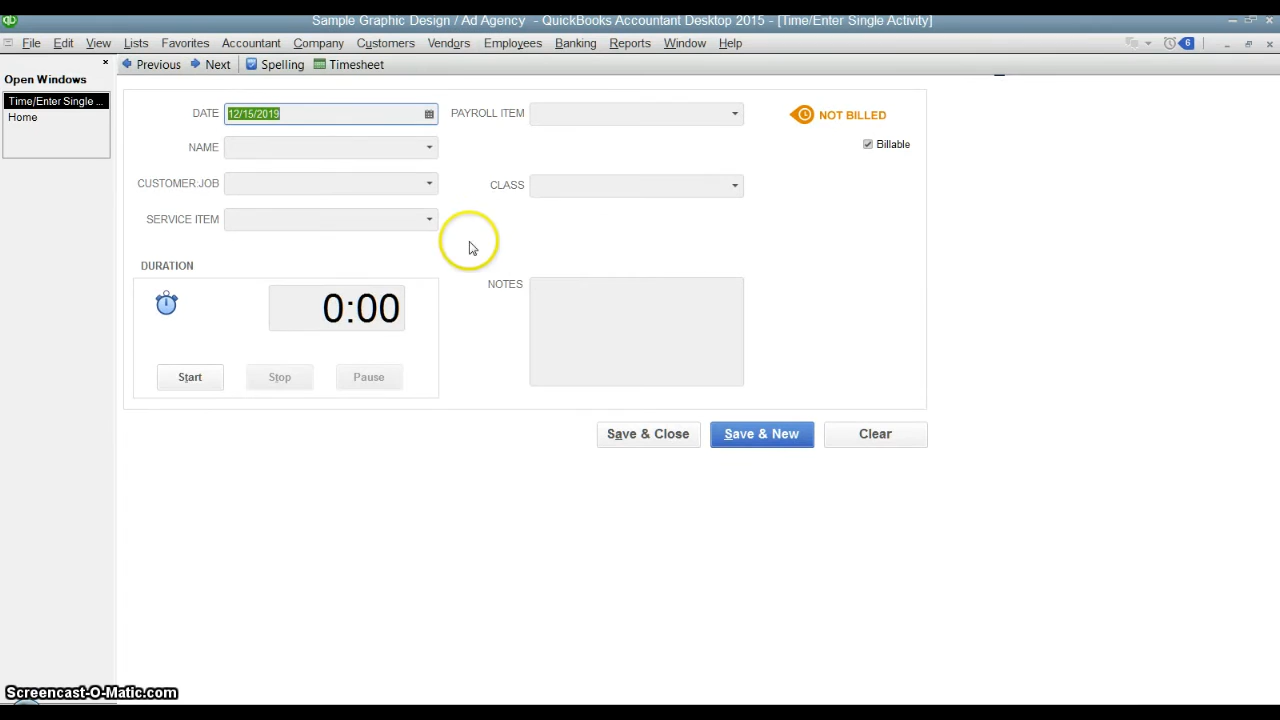 Sample Graphic Design / Ad Agency - QuickBooks Accountant Desktop 2015 - [Time/Enter Single Activity]
File Edit View Lists Favorites Accountant Company Customers Vendors Employees Banking Reports Window Help 6
Previous Next Spelling Timesheet
Open Windows
Time/Enter Single ...
Home
DATE 12/15/2019 PAYROLL ITEM NOT BILLED
NAME Billable
CUSTOMER:JOB CLASS
SERVICE ITEM
DURATION
NOTES
0:00
Start Stop Pause
Save & Close Save & New Clear
Screencast-O-Matic.com